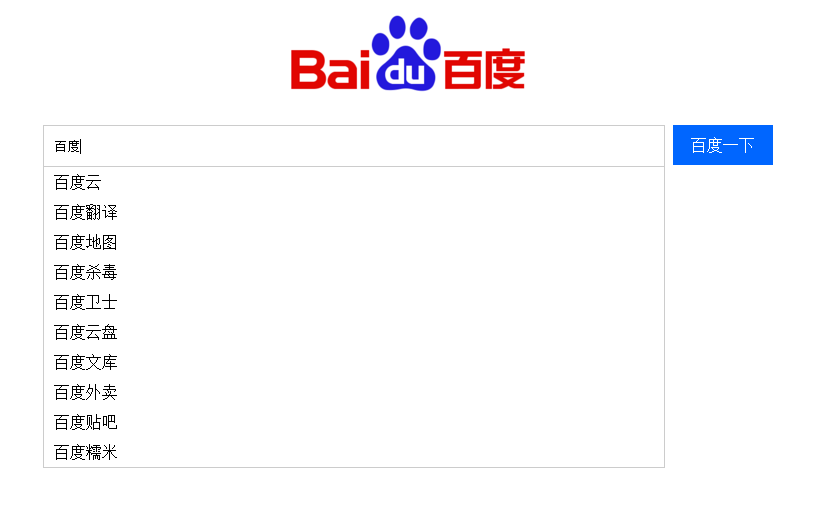 Bai du 百度
百度 百度一下
百度云
百度翻译
百度地图
百度杀毒
百度卫士
百度云盘
百度文库
百度外卖
百度贴吧
百度糯米